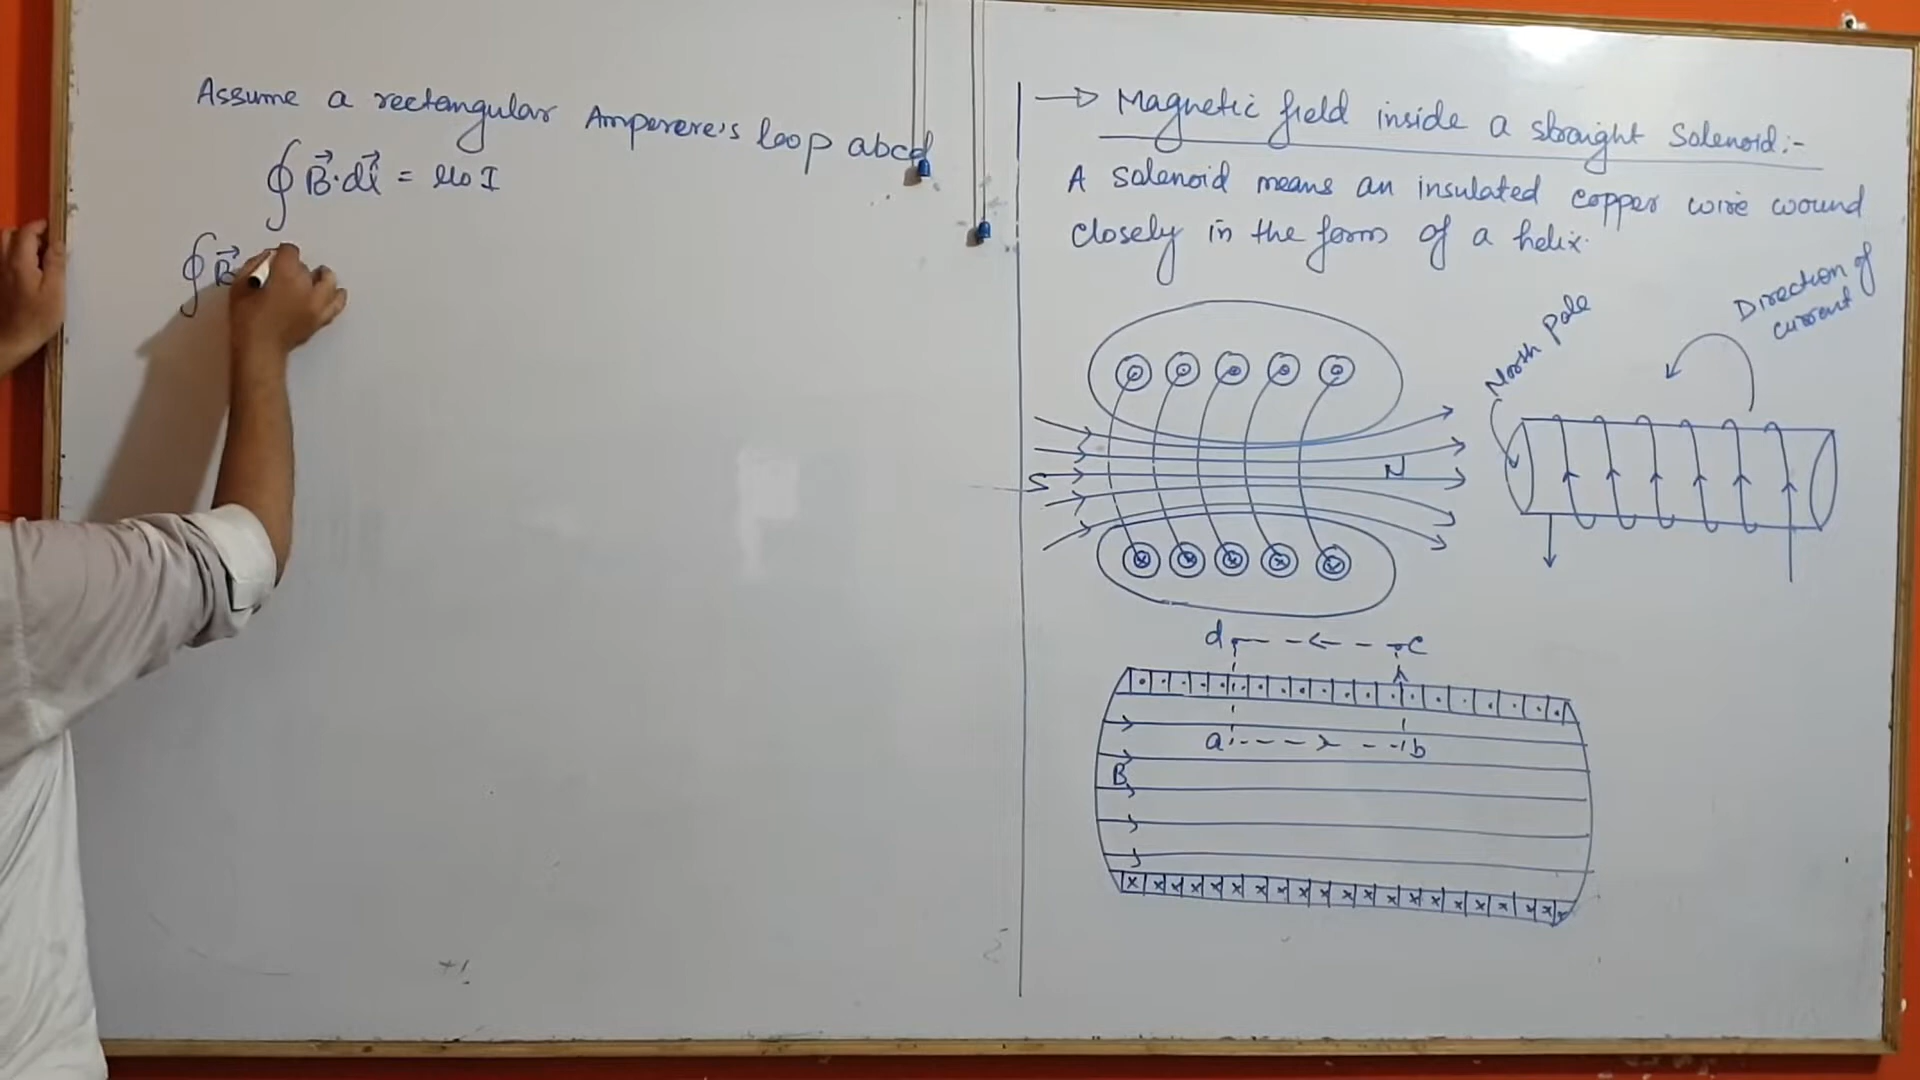 Assume a rectangular Amperere's loop abcd
∮ B⃗·dl⃗ = μ₀ I
∮ B⃗
→ Magnetic field inside a straight Solenoid:-
A solenoid means an insulated copper wire wound
closely in the form of a helix.
North pole
Direction of
current
S
N
d
c
a
b
B